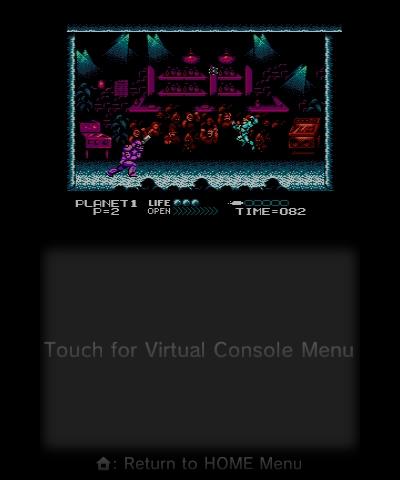 PLANET1 LIFE
P=2 OPEN TIME=082
Touch for Virtual Console Menu
: Return to HOME Menu